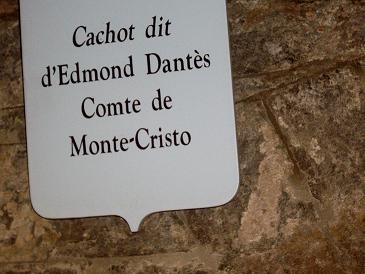 Cachot dit
d'Edmond Dantès
Comte de
Monte-Cristo